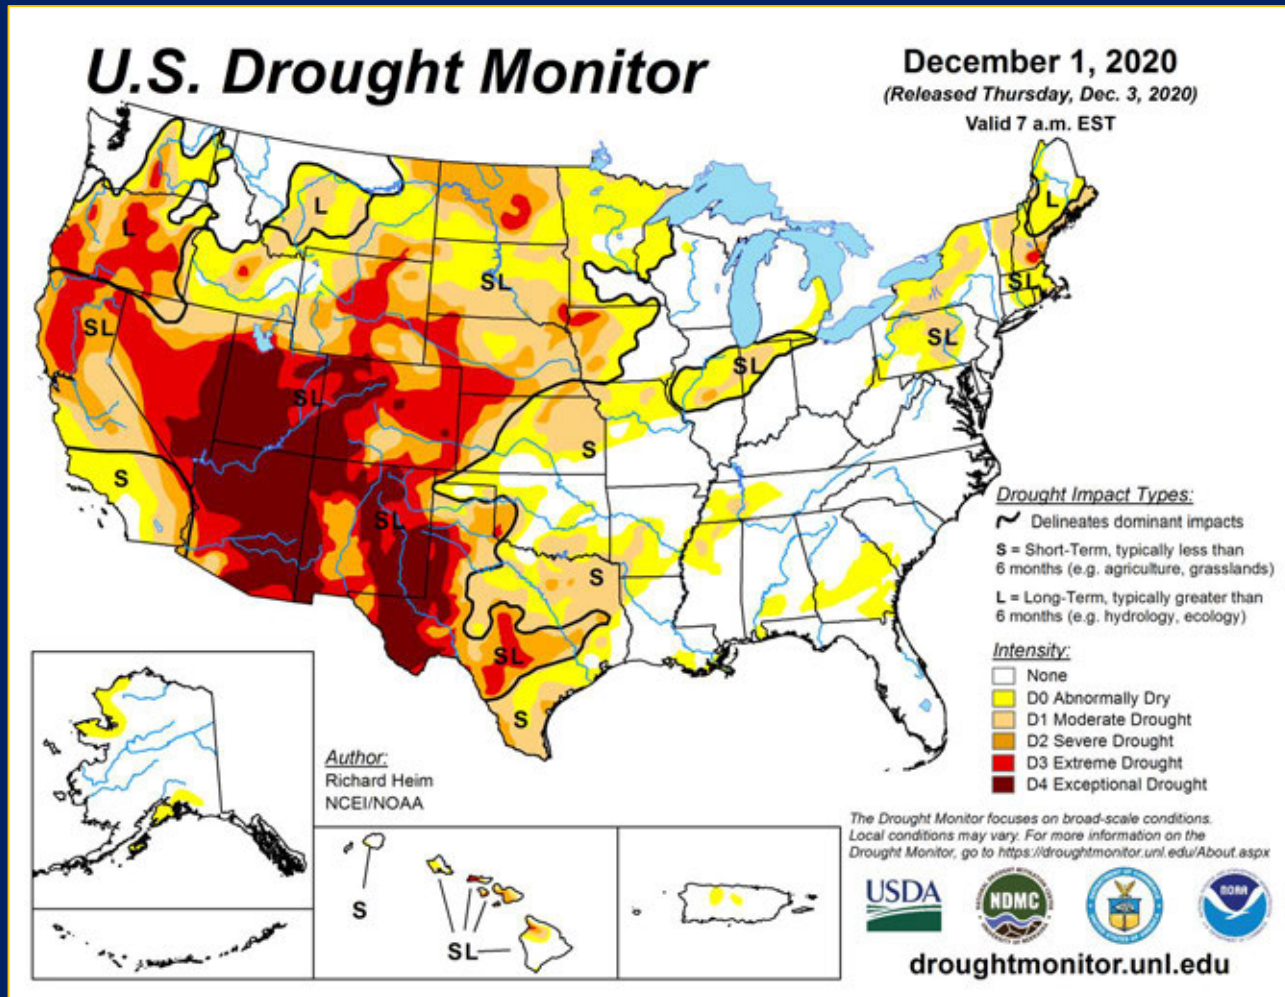 U.S. Drought Monitor
December 1, 2020
(Released Thursday, Dec. 3, 2020)
Valid 7 a.m. EST
L
L
L
SL
SL
SL
SL
SL
SL
S
S
SL
S
SL
S
Drought Impact Types:
Delineates dominant impacts
S = Short-Term, typically less than
6 months (e.g. agriculture, grasslands)
L = Long-Term, typically greater than
6 months (e.g. hydrology, ecology)
Intensity:
None
D0 Abnormally Dry
D1 Moderate Drought
D2 Severe Drought
D3 Extreme Drought
D4 Exceptional Drought
Author:
Richard Heim
NCEI/NOAA
S
SL
The Drought Monitor focuses on broad-scale conditions.
Local conditions may vary. For more information on the
Drought Monitor, go to https://droughtmonitor.unl.edu/About.aspx
USDA
NDMC
NOAA
droughtmonitor.unl.edu